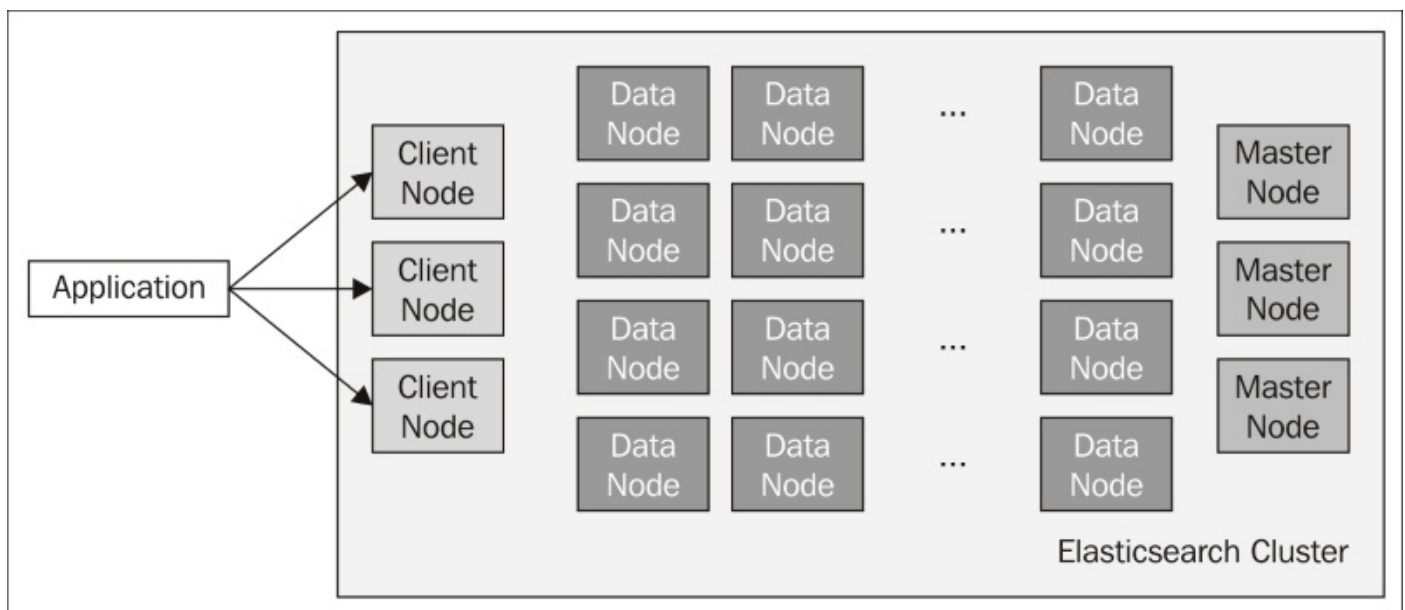 Data
Node
Data
Node
...
Data
Node
Client
Node
Master
Node
Data
Node
Data
Node
...
Data
Node
Application
Client
Node
Master
Node
Data
Node
Data
Node
...
Data
Node
Client
Node
Master
Node
Data
Node
Data
Node
...
Data
Node
Elasticsearch Cluster